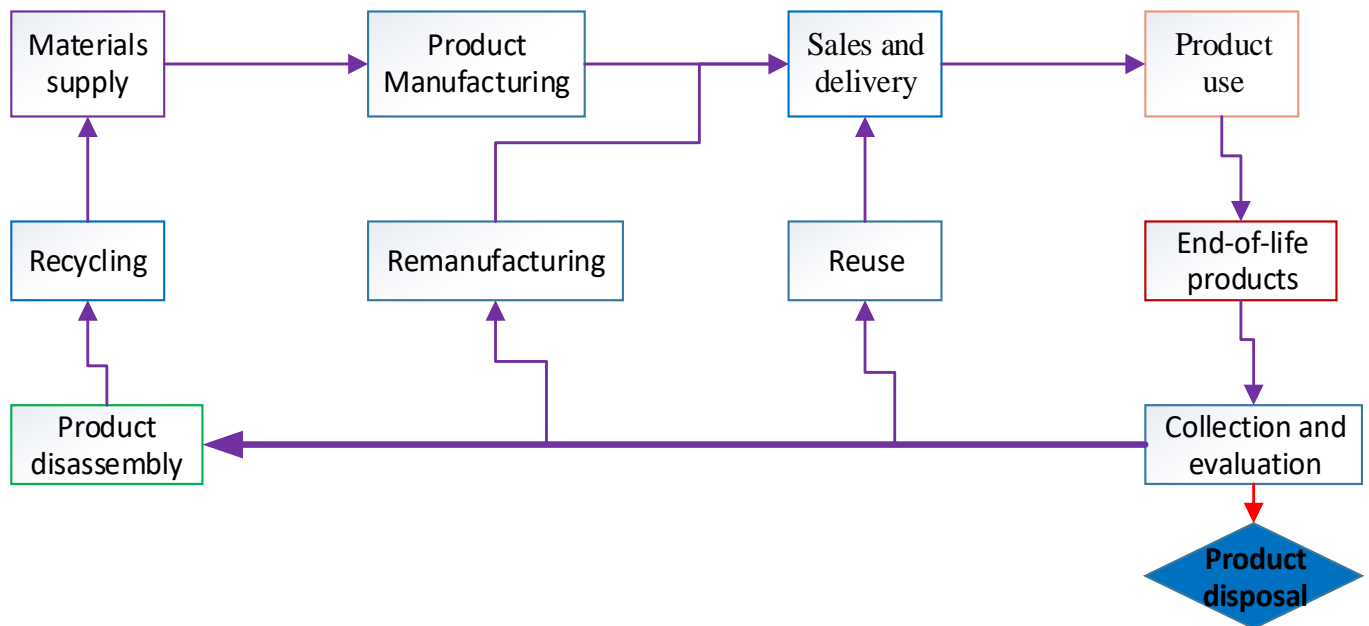 Materials
supply
Product
Manufacturing
Sales and
delivery
Product
use
Recycling
Remanufacturing
Reuse
End-of-life
products
Product
disassembly
Collection and
evaluation
Product
disposal